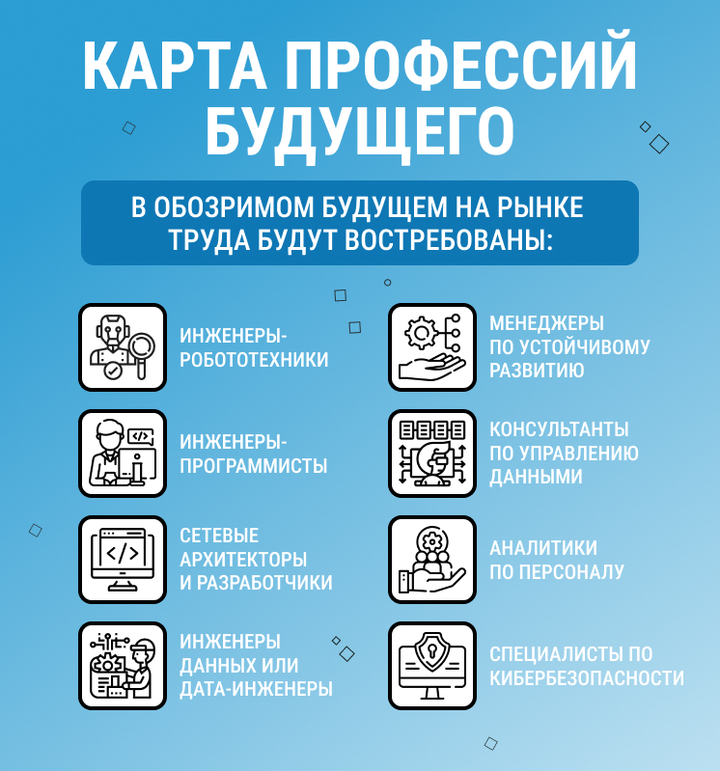 КАРТА ПРОФЕССИЙ
БУДУЩЕГО
В ОБОЗРИМОМ БУДУЩЕМ НА РЫНКЕ
ТРУДА БУДУТ ВОСТРЕБОВАНЫ:
ИНЖЕНЕРЫ-
РОБОТОТЕХНИКИ
ИНЖЕНЕРЫ-
ПРОГРАММИСТЫ
СЕТЕВЫЕ
АРХИТЕКТОРЫ
И РАЗРАБОТЧИКИ
ИНЖЕНЕРЫ
ДАННЫХ ИЛИ
ДАТА-ИНЖЕНЕРЫ
МЕНЕДЖЕРЫ
ПО УСТОЙЧИВОМУ
РАЗВИТИЮ
КОНСУЛЬТАНТЫ
ПО УПРАВЛЕНИЮ
ДАННЫМИ
АНАЛИТИКИ
ПО ПЕРСОНАЛУ
СПЕЦИАЛИСТЫ ПО
КИБЕРБЕЗОПАСНОСТИ